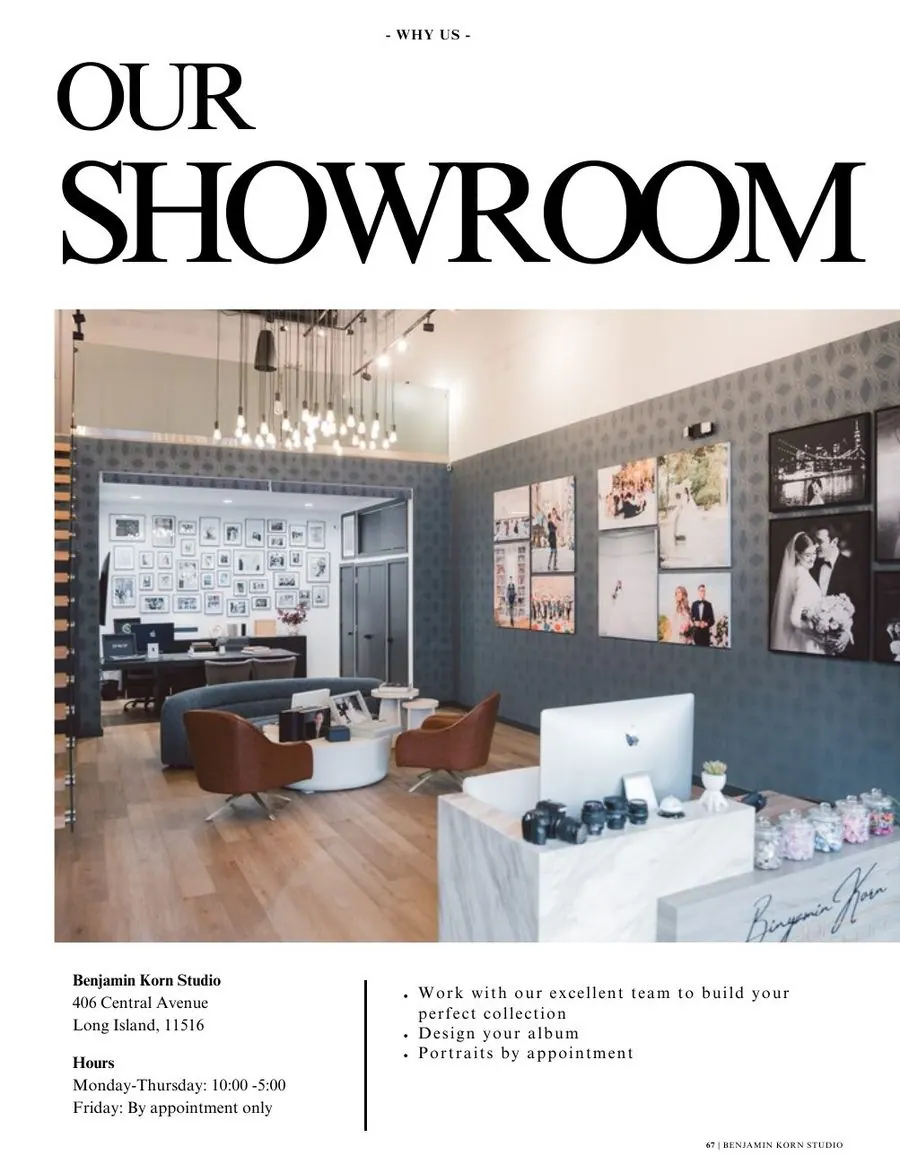 - WHY US -
OUR
SHOWROOM
Binyamin Korn
Benjamin Korn Studio
406 Central Avenue
Long Island, 11516
Hours
Monday-Thursday: 10:00 -5:00
Friday: By appointment only
• Work with our excellent team to build your
perfect collection
• Design your album
• Portraits by appointment
67 | BENJAMIN KORN STUDIO